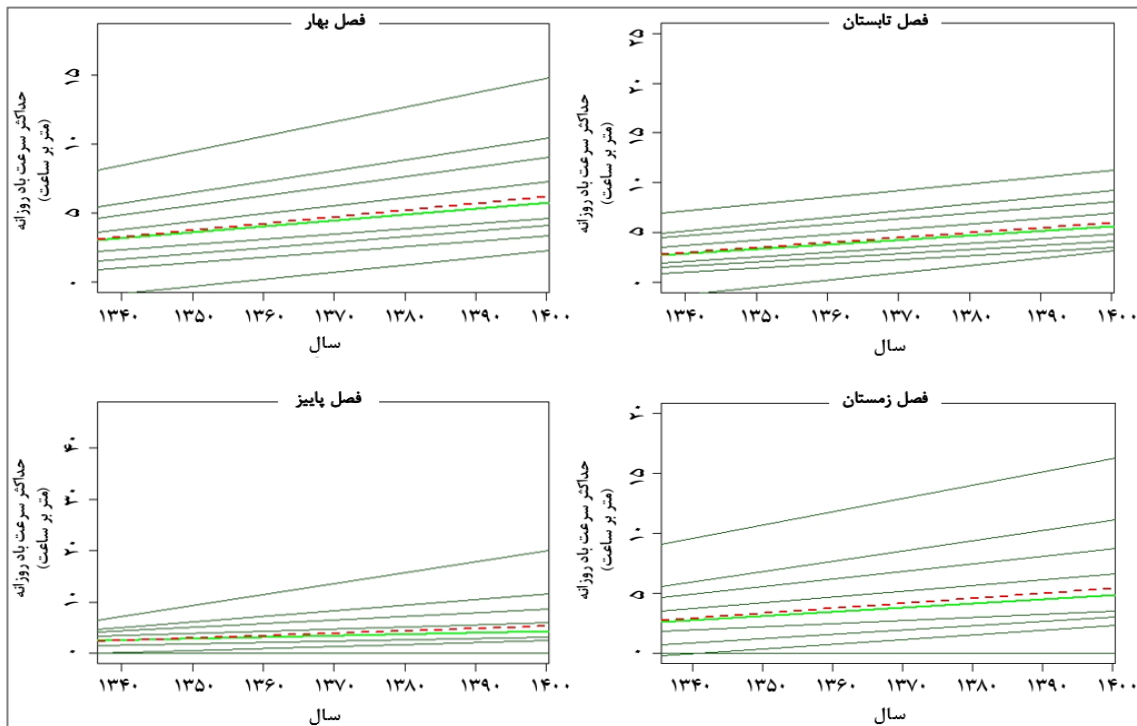 فصل بهار
حداکثر سرعت باد روزانه
(متر بر ساعت)
۱۵
۱۰
۵
۰
۱۳۴۰ ۱۳۵۰ ۱۳۶۰ ۱۳۷۰ ۱۳۸۰ ۱۳۹۰ ۱۴۰۰
سال
فصل تابستان
حداکثر سرعت باد روزانه
(متر بر ساعت)
۲۵
۲۰
۱۵
۱۰
۵
۰
۱۳۴۰ ۱۳۵۰ ۱۳۶۰ ۱۳۷۰ ۱۳۸۰ ۱۳۹۰ ۱۴۰۰
سال
فصل پاییز
حداکثر سرعت باد روزانه
(متر بر ساعت)
۴۰
۳۰
۲۰
۱۰
۰
۱۳۴۰ ۱۳۵۰ ۱۳۶۰ ۱۳۷۰ ۱۳۸۰ ۱۳۹۰ ۱۴۰۰
سال
فصل زمستان
حداکثر سرعت باد روزانه
(متر بر ساعت)
۲۰
۱۵
۱۰
۵
۰
۱۳۴۰ ۱۳۵۰ ۱۳۶۰ ۱۳۷۰ ۱۳۸۰ ۱۳۹۰ ۱۴۰۰
سال